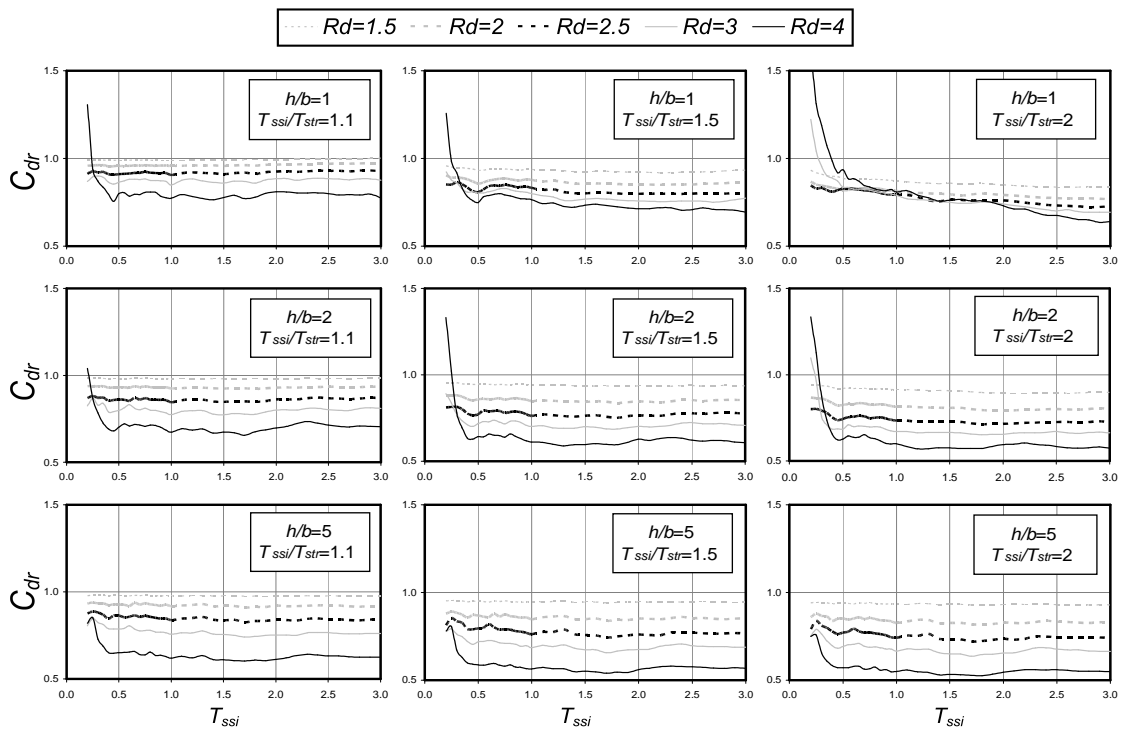 Rd=1.5 Rd=2 Rd=2.5 Rd=3 Rd=4
1.5 1.5 1.5
h/b=1 h/b=1 h/b=1
Tssi/Tstr=1.1 Tssi/Tstr=1.5 Tssi/Tstr=2
Cdr 1.0 1.0 1.0
0.5 0.5 0.5
0.0 0.5 1.0 1.5 2.0 2.5 3.0 0.0 0.5 1.0 1.5 2.0 2.5 3.0 0.0 0.5 1.0 1.5 2.0 2.5 3.0
1.5 1.5 1.5
h/b=2 h/b=2 h/b=2
Tssi/Tstr=1.1 Tssi/Tstr=1.5 Tssi/Tstr=2
Cdr 1.0 1.0 1.0
0.5 0.5 0.5
0.0 0.5 1.0 1.5 2.0 2.5 3.0 0.0 0.5 1.0 1.5 2.0 2.5 3.0 0.0 0.5 1.0 1.5 2.0 2.5 3.0
1.5 1.5 1.5
h/b=5 h/b=5 h/b=5
Tssi/Tstr=1.1 Tssi/Tstr=1.5 Tssi/Tstr=2
Cdr 1.0 1.0 1.0
0.5 0.5 0.5
0.0 0.5 1.0 1.5 2.0 2.5 3.0 0.0 0.5 1.0 1.5 2.0 2.5 3.0 0.0 0.5 1.0 1.5 2.0 2.5 3.0
Tssi Tssi Tssi